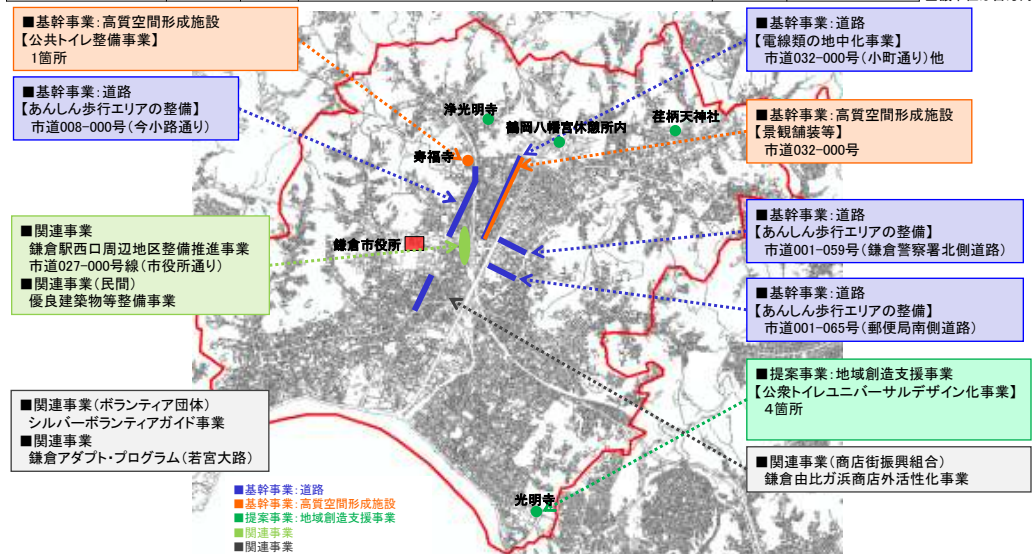 ■基幹事業:高質空間形成施設
【公共トイレ整備事業】
1箇所
■基幹事業:道路
【あんしん歩行エリアの整備】
市道008-000号(今小路通り)
■関連事業
鎌倉駅西口周辺地区整備推進事業
市道027-000号線(市役所通り)
■関連事業(民間)
優良建築物等整備事業
■関連事業(ボランティア団体)
シルバーボランティアガイド事業
■関連事業
鎌倉アダプト・プログラム(若宮大路)
浄光明寺
鶴岡八幡宮休憩所内
荏柄天神社
寿福寺
鎌倉市役所
光明寺
■基幹事業:道路
【電線類の地中化事業】
市道032-000号(小町通り)他
■基幹事業:高質空間形成施設
【景観舗装等】
市道032-000号
■基幹事業:道路
【あんしん歩行エリアの整備】
市道001-059号(鎌倉警察署北側道路)
■基幹事業:道路
【あんしん歩行エリアの整備】
市道001-065号(郵便局南側道路)
■提案事業:地域創造支援事業
【公衆トイレユニバーサルデザイン化事業】
4箇所
■関連事業(商店街振興組合)
鎌倉由比ガ浜商店外活性化事業
■基幹事業:道路
■基幹事業:高質空間形成施設
■提案事業:地域創造支援事業
■関連事業
■関連事業